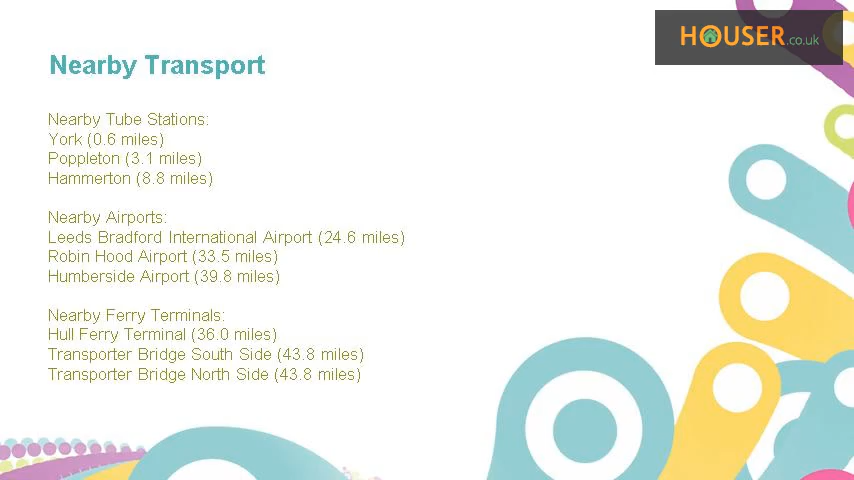 HOUSER.co.uk
Nearby Transport
Nearby Tube Stations:
York (0.6 miles)
Poppleton (3.1 miles)
Hammerton (8.8 miles)
Nearby Airports:
Leeds Bradford International Airport (24.6 miles)
Robin Hood Airport (33.5 miles)
Humberside Airport (39.8 miles)
Nearby Ferry Terminals:
Hull Ferry Terminal (36.0 miles)
Transporter Bridge South Side (43.8 miles)
Transporter Bridge North Side (43.8 miles)